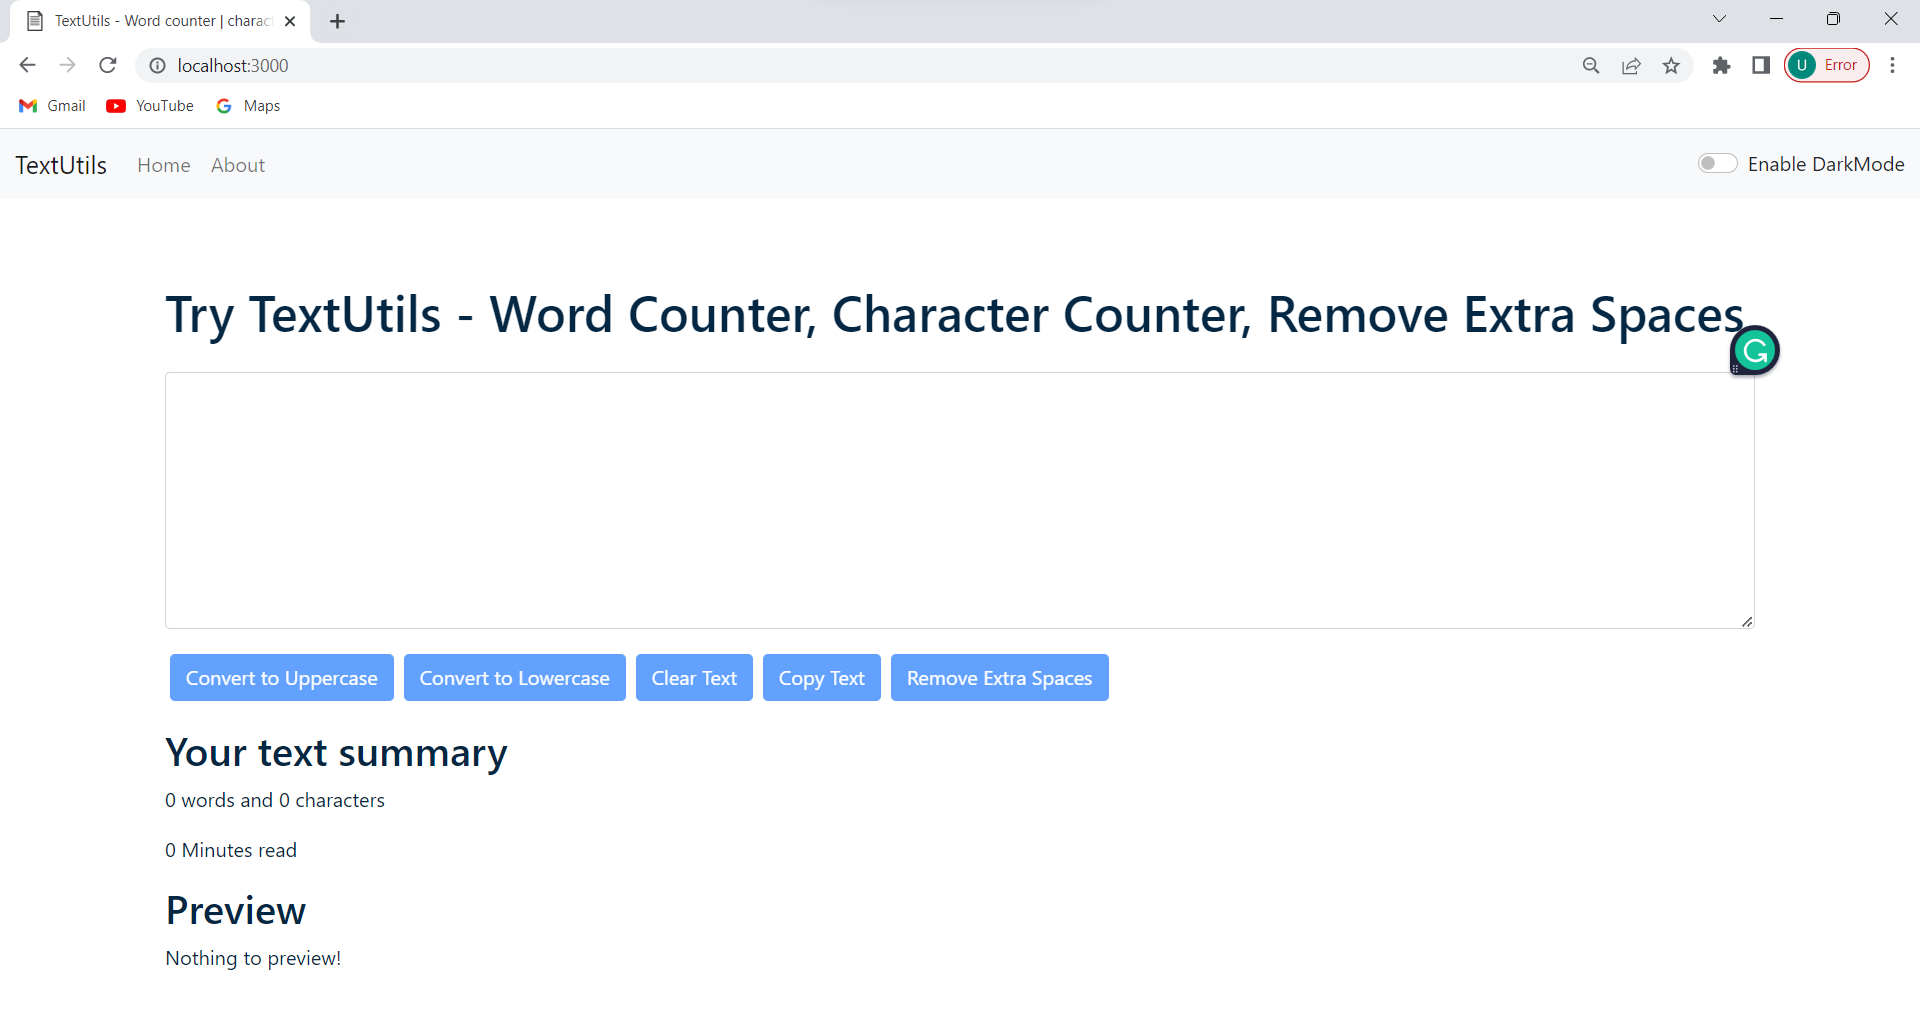 TextUtils - Word counter | charac
localhost:3000
U Error
Gmail YouTube Maps
TextUtils Home About Enable DarkMode
Try TextUtils - Word Counter, Character Counter, Remove Extra Spaces
Convert to Uppercase Convert to Lowercase Clear Text Copy Text Remove Extra Spaces
Your text summary
0 words and 0 characters
0 Minutes read
Preview
Nothing to preview!